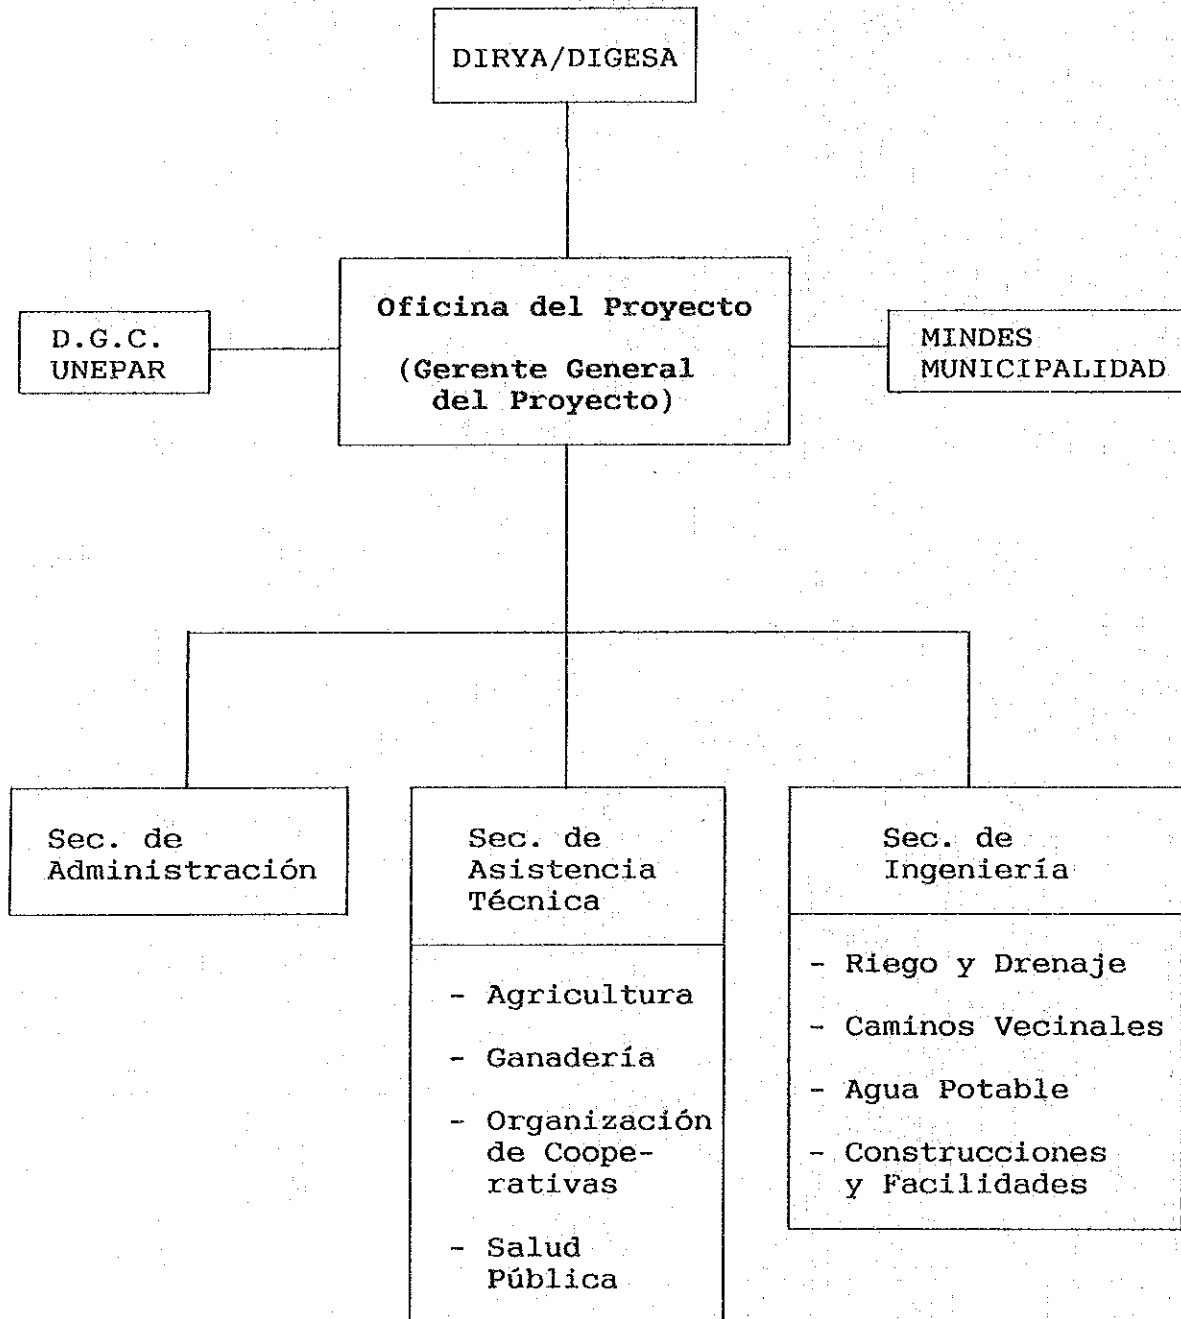 DIRYA/DIGESA
Oficina del Proyecto
(Gerente General
del Proyecto)
D.G.C.
UNEPAR
MINDES
MUNICIPALIDAD
Sec. de
Administración
Sec. de
Asistencia
Técnica
- Agricultura
- Ganadería
- Organización
de Coope-
rativas
- Salud
Pública
Sec. de
Ingeniería
- Riego y Drenaje
- Caminos Vecinales
- Agua Potable
- Construcciones
y Facilidades